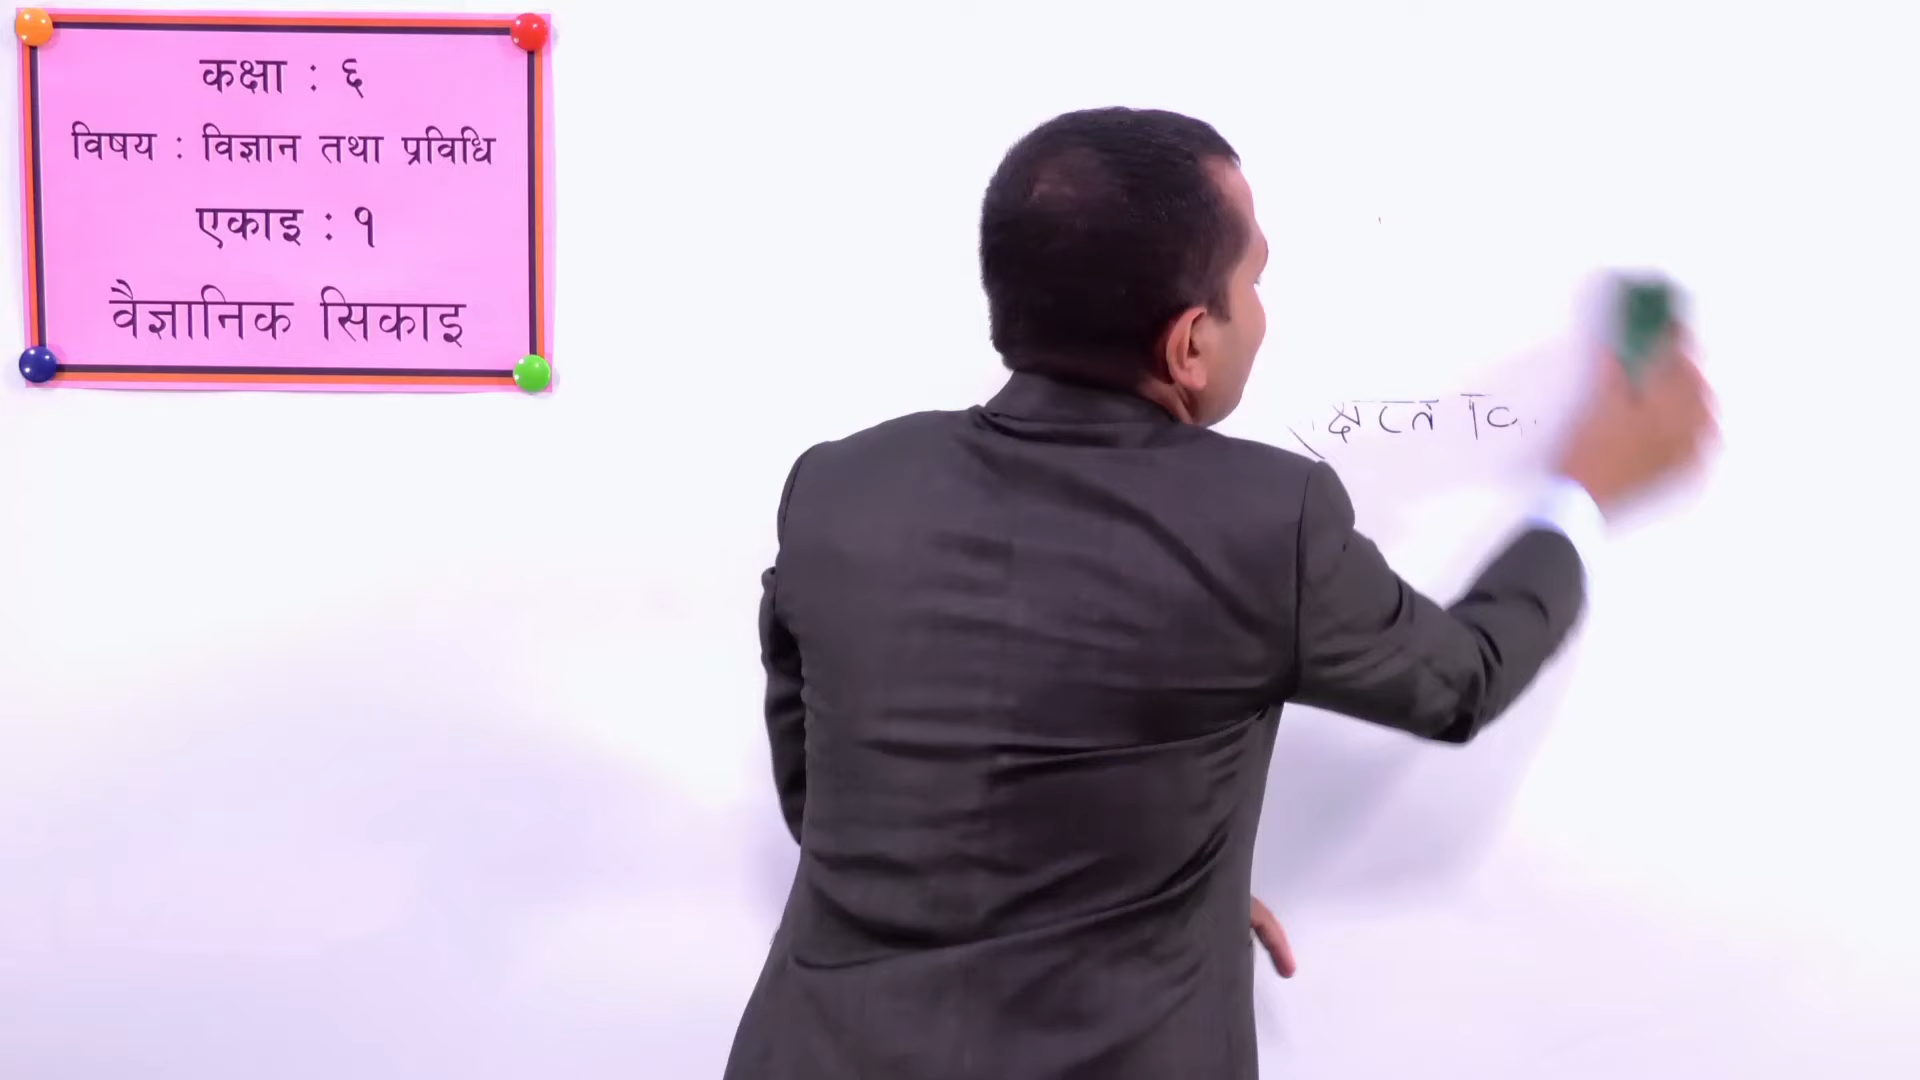 कक्षा : ६
विषय : विज्ञान तथा प्रविधि
एकाइ : १
वैज्ञानिक सिकाइ